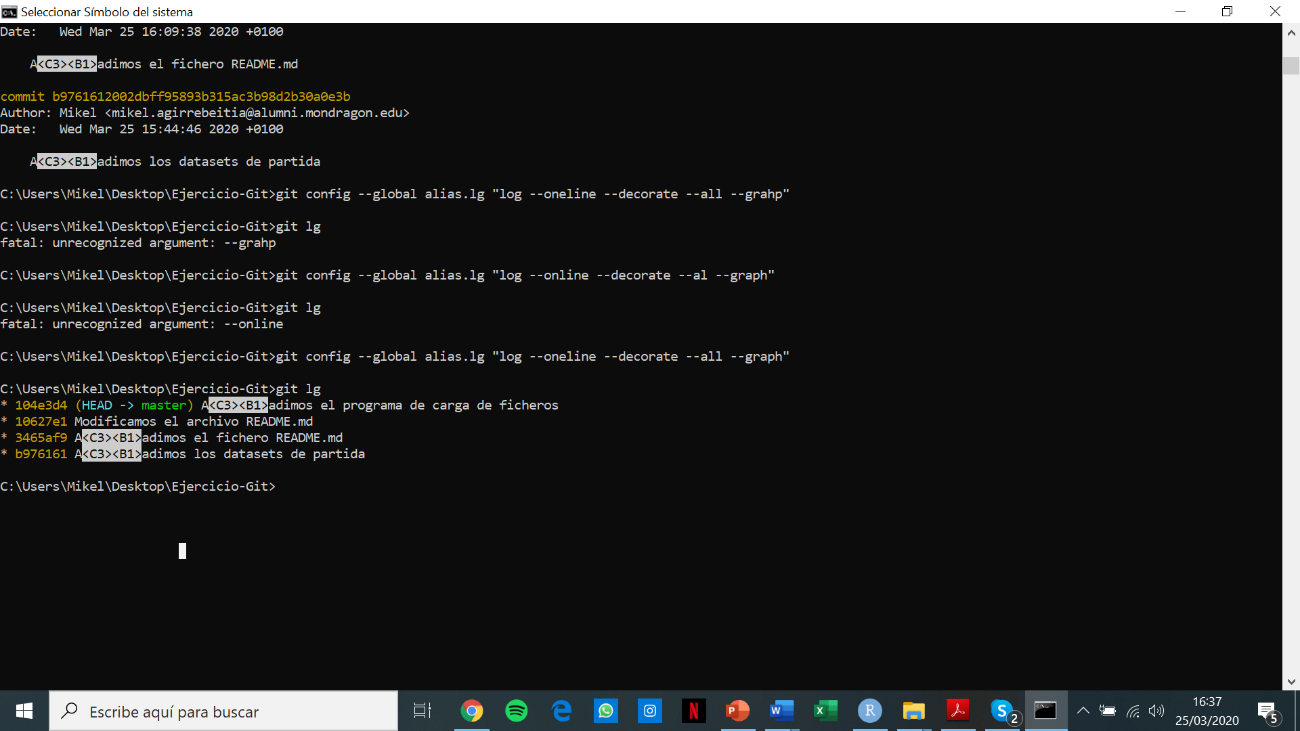 Seleccionar Símbolo del sistema
Date:   Wed Mar 25 16:09:38 2020 +0100
A<C3><B1>adimos el fichero README.md
commit b9761612002dbff95893b315ac3b98d2b30a0e3b
Author: Mikel <mikel.agirrebeitia@alumni.mondragon.edu>
Date:   Wed Mar 25 15:44:46 2020 +0100
A<C3><B1>adimos los datasets de partida
C:\Users\Mikel\Desktop\Ejercicio-Git>git config --global alias.lg "log --oneline --decorate --all --grahp"
C:\Users\Mikel\Desktop\Ejercicio-Git>git lg
fatal: unrecognized argument: --grahp
C:\Users\Mikel\Desktop\Ejercicio-Git>git config --global alias.lg "log --online --decorate --al --graph"
C:\Users\Mikel\Desktop\Ejercicio-Git>git lg
fatal: unrecognized argument: --online
C:\Users\Mikel\Desktop\Ejercicio-Git>git config --global alias.lg "log --oneline --decorate --all --graph"
C:\Users\Mikel\Desktop\Ejercicio-Git>git lg
* 104e3d4 (HEAD -> master) A<C3><B1>adimos el programa de carga de ficheros
* 10627e1 Modificamos el archivo README.md
* 3465af9 A<C3><B1>adimos el fichero README.md
* b976161 A<C3><B1>adimos los datasets de partida
C:\Users\Mikel\Desktop\Ejercicio-Git>
Escribe aquí para buscar
2
16:37
25/03/2020
5